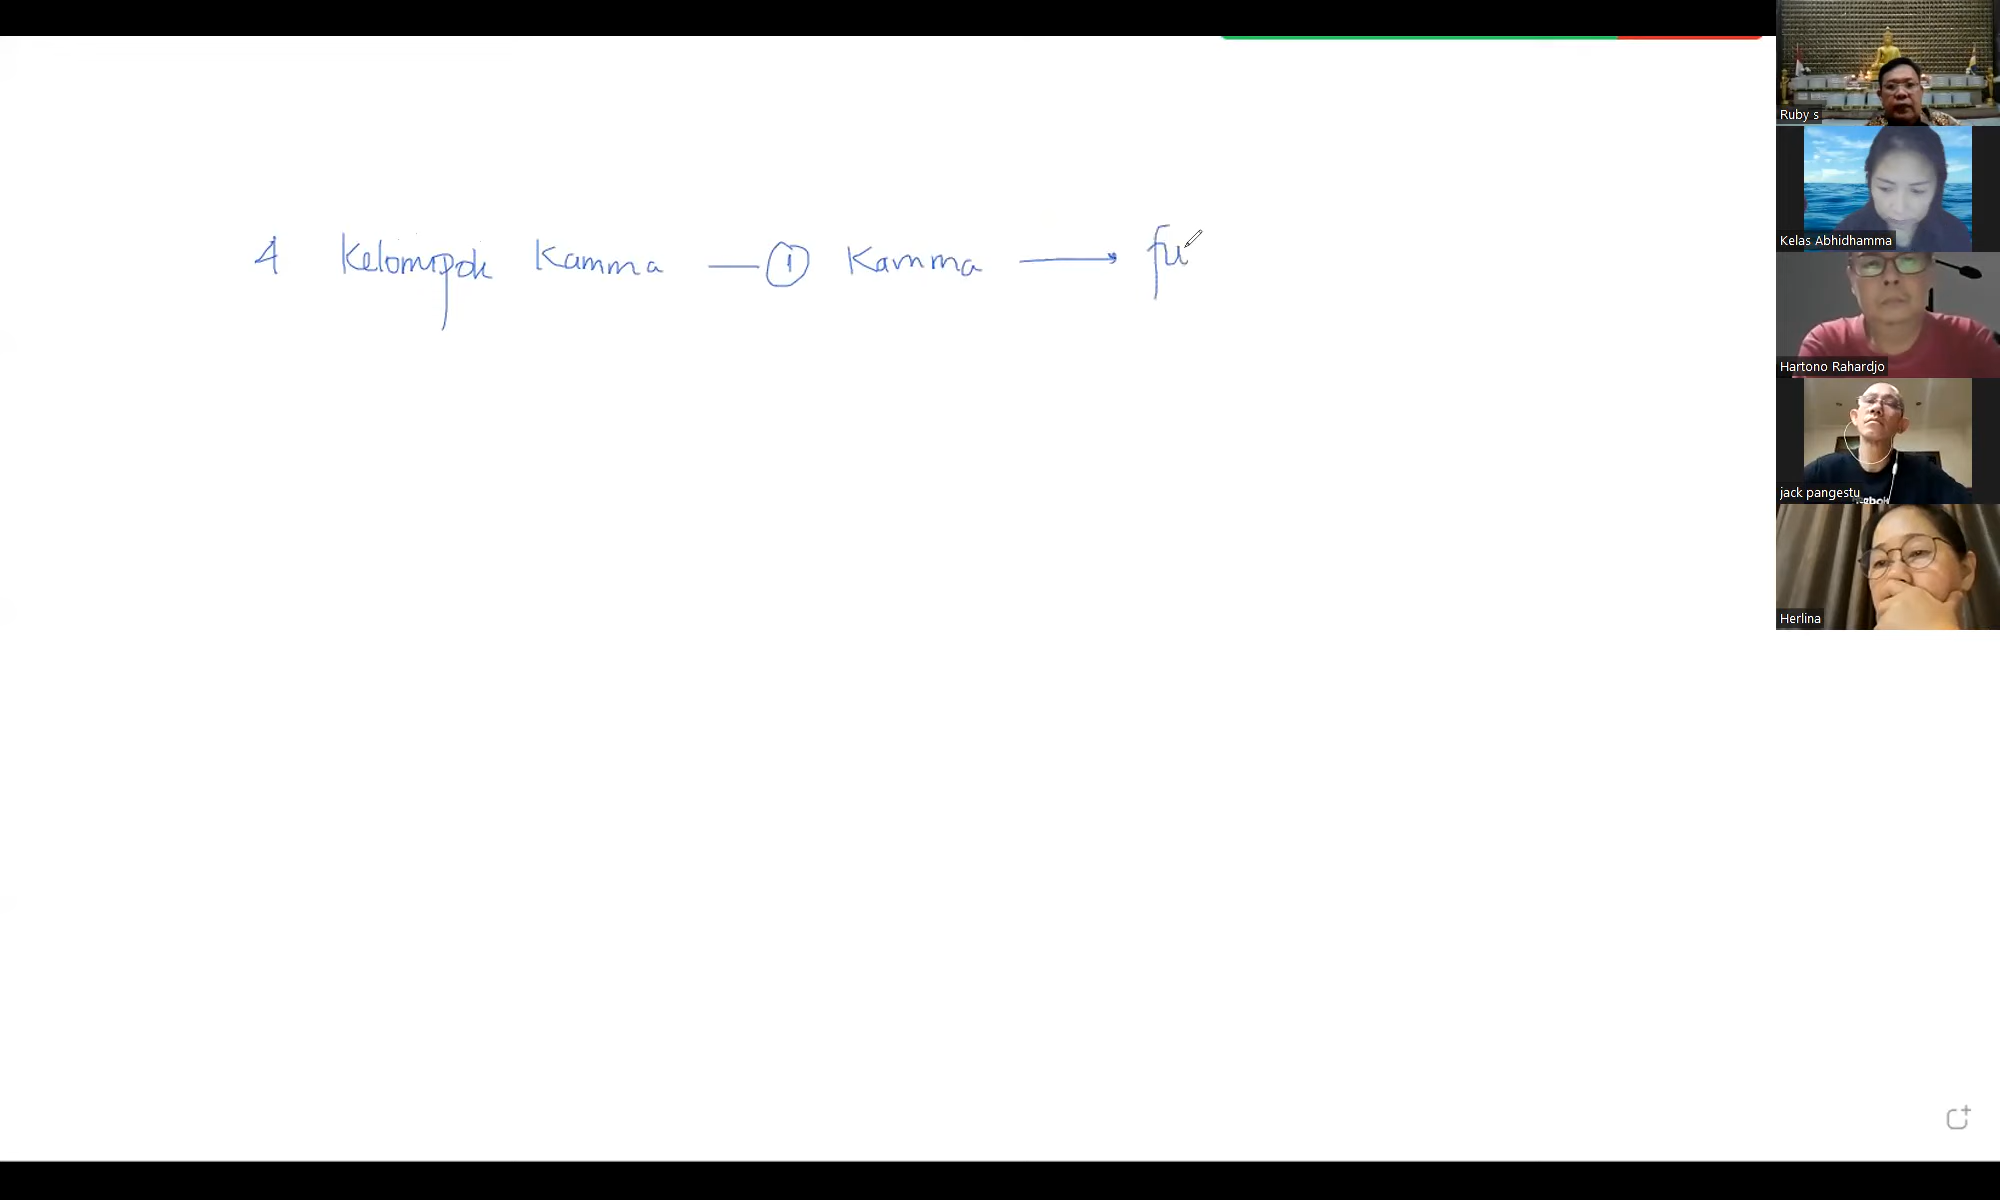 4 Kelompok Kamma — ① Kamma → fu
Ruby s
Kelas Abhidhamma
Hartono Rahardjo
jack pangestu
Herlina